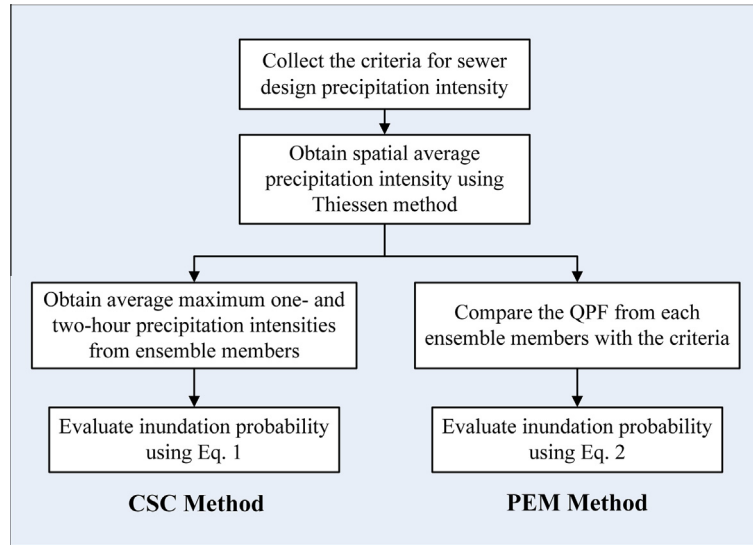 Collect the criteria for sewer
design precipitation intensity
Obtain spatial average
precipitation intensity using
Thiessen method
Obtain average maximum one- and
two-hour precipitation intensities
from ensemble members
Evaluate inundation probability
using Eq. 1
CSC Method
Compare the QPF from each
ensemble members with the criteria
Evaluate inundation probability
using Eq. 2
PEM Method